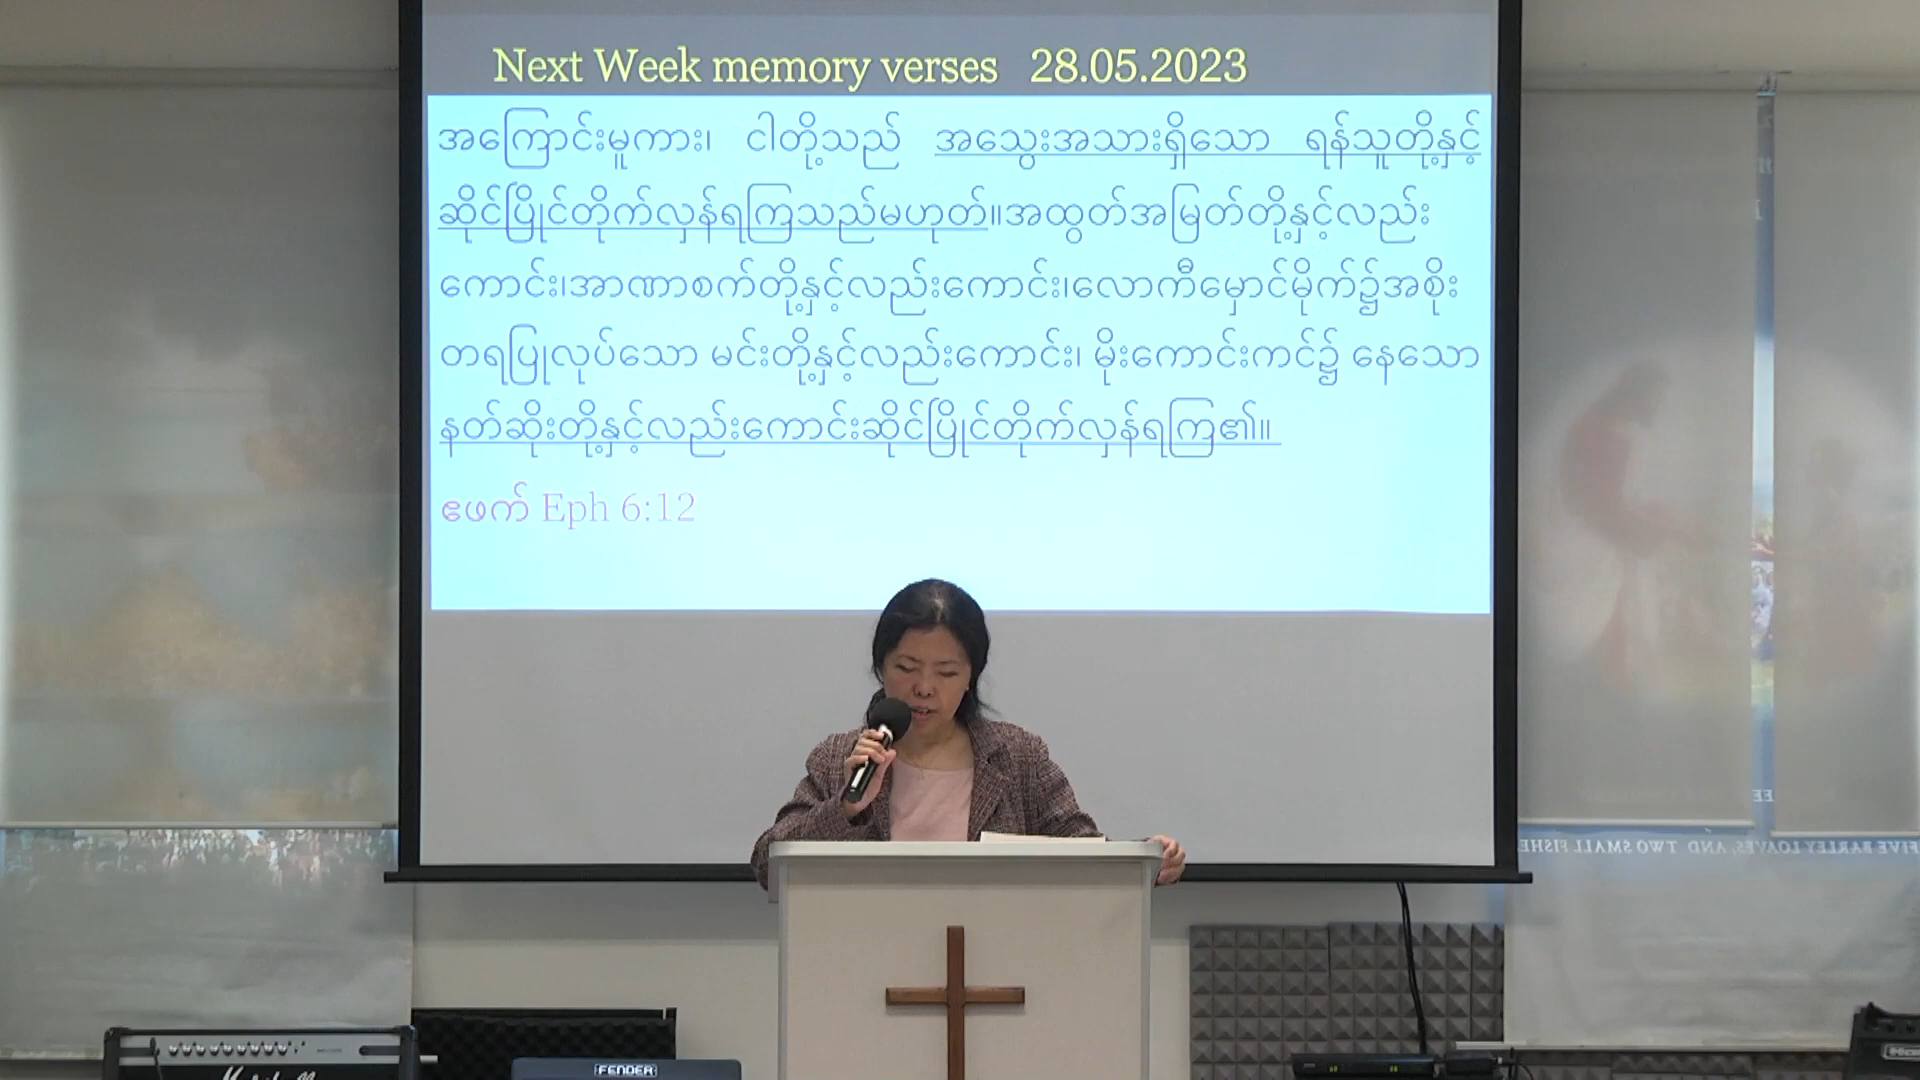 Next Week memory verses 28.05.2023
အကြောင်းမူကား၊ ငါတို့သည် အသွေးအသားရှိသော ရန်သူတို့နှင့်
ဆိုင်ပြိုင်တိုက်လှန်ရကြသည်မဟုတ်။အထွတ်အမြတ်တို့နှင့်လည်း
ကောင်း၊အာဏာစက်တို့နှင့်လည်းကောင်း၊လောကီမှောင်မိုက်၌အစိုး
တရပြုလုပ်သော မင်းတို့နှင့်လည်းကောင်း၊ မိုးကောင်းကင်၌ နေသော
နတ်ဆိုးတို့နှင့်လည်းကောင်းဆိုင်ပြိုင်တိုက်လှန်ရကြ၏။
ဧဖက် Eph 6:12
FIVE BARLEY LOAVES, AND TWO SMALL FISHE
FENDER